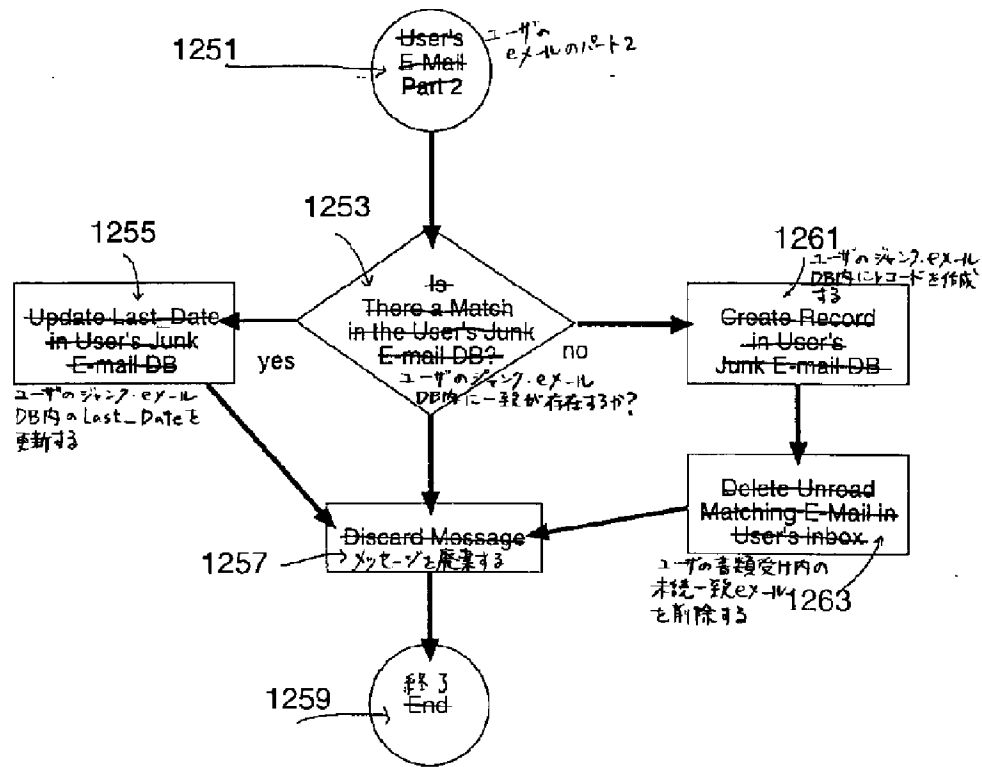 1251
User's
E-Mail
Part 2
ユーザの
eメールのパート2
1253
Is
There a Match
in the User's Junk
E-mail DB?
ユーザのジャンク・eメール
DB内に一致が存在するか?
yes
no
1255
Update Last_Date
in User's Junk
E-mail DB
ユーザのジャンク・eメール
DB内のLast_Dateを
更新する
1261
ユーザのジャンク・eメール
DB内にレコードを作成
する
Create Record
in User's
Junk E-mail DB
Delete Unread
Matching E-Mail in
User's inbox
ユーザの書類受け内の
未読一致eメール
を削除する
1263
Discard Message
メッセージを廃棄する
1257
終了
End
1259